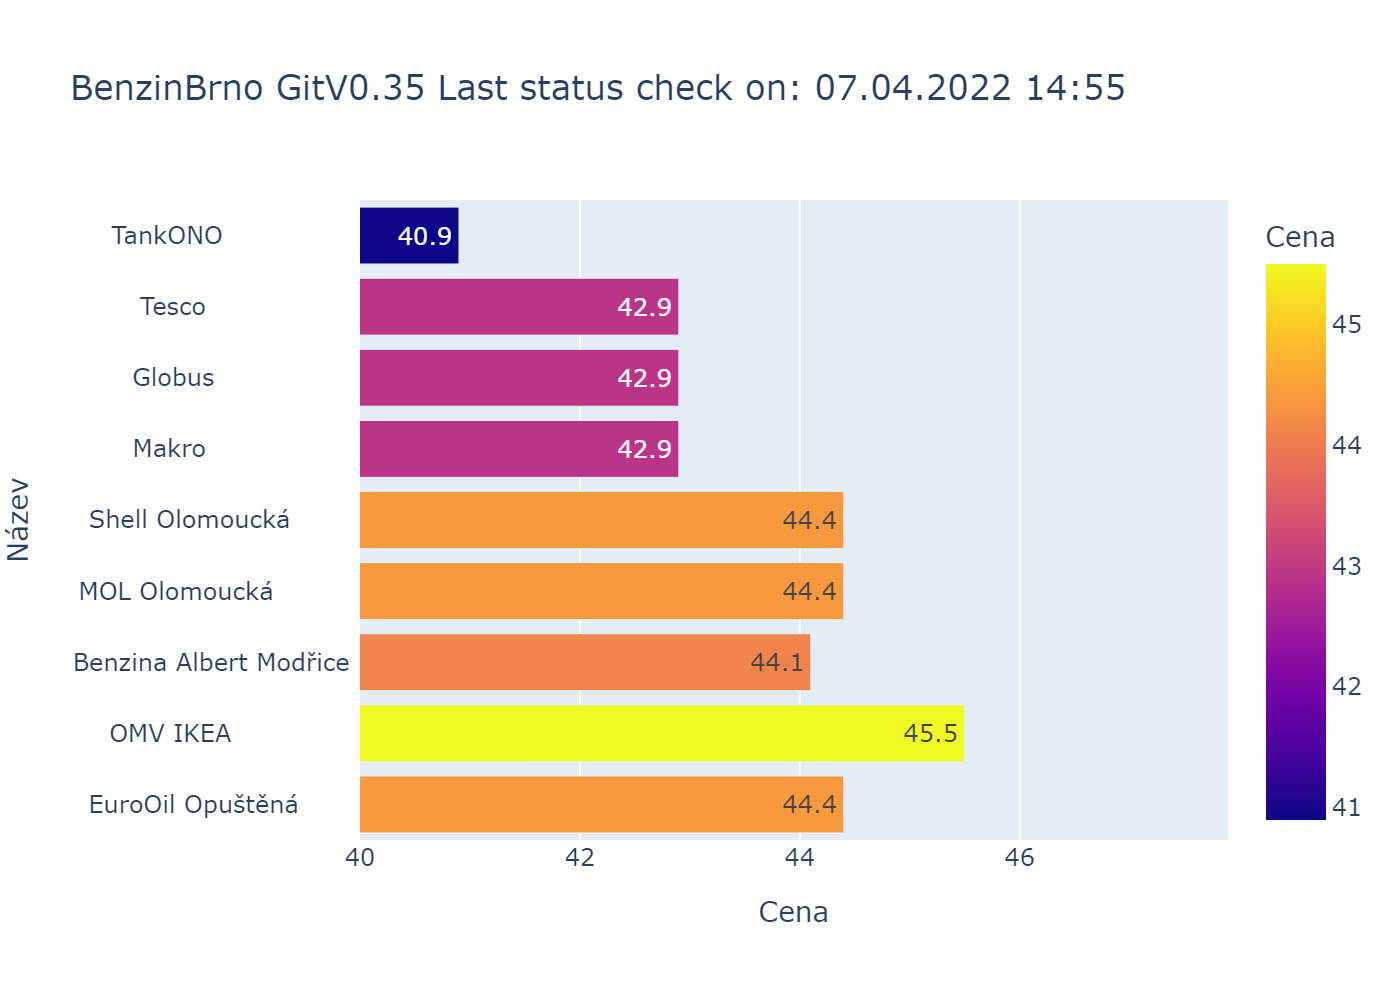 BenzinBrno GitV0.35 Last status check on: 07.04.2022 14:55
Název
TankONO
40.9
Tesco
42.9
Globus
42.9
Makro
42.9
Shell Olomoucká
44.4
MOL Olomoucká
44.4
Benzina Albert Modřice
44.1
OMV IKEA
45.5
EuroOil Opuštěná
44.4
40 42 44 46
Cena
Cena
45
44
43
42
41